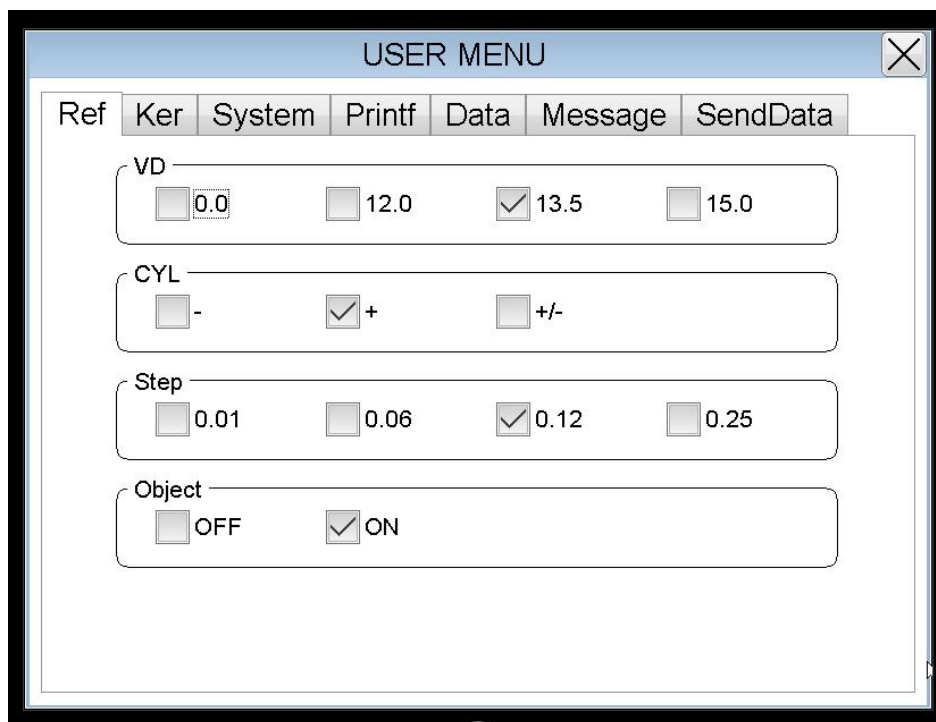 USER MENU
Ref Ker System Printf Data Message SendData
VD
0.0 12.0 13.5 15.0
CYL
- + +/-
Step
0.01 0.06 0.12 0.25
Object
OFF ON